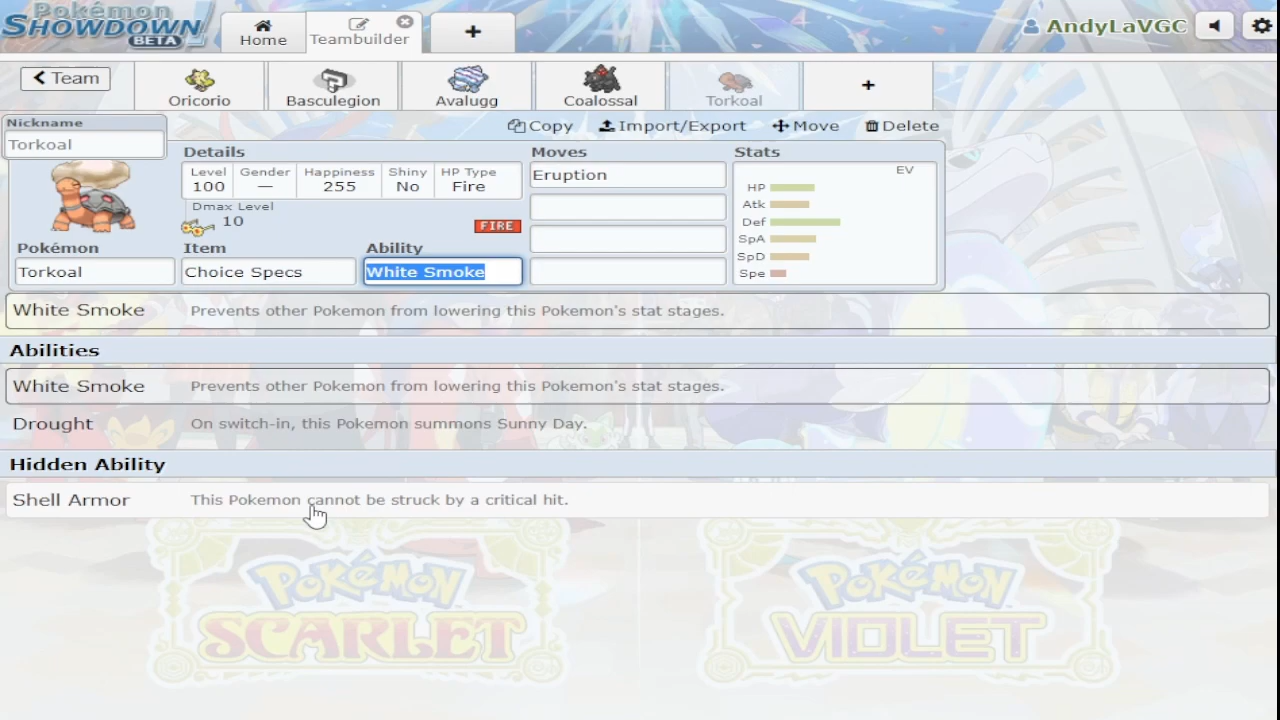 Pokémon
SHOWDOWN
BETA
Home
Teambuilder
+
AndyLaVGC
Team
Oricorio
Basculegion
Avalugg
Coalossal
Torkoal
+
Nickname
Torkoal
Copy
Import/Export
Move
Delete
Details
Level
100
Gender
—
Happiness
255
Shiny
No
HP Type
Fire
Dmax Level
10
FIRE
Pokémon
Torkoal
Item
Choice Specs
Ability
White Smoke
Moves
Eruption
Stats
EV
HP
Atk
Def
SpA
SpD
Spe
White Smoke Prevents other Pokemon from lowering this Pokemon's stat stages.
Abilities
White Smoke Prevents other Pokemon from lowering this Pokemon's stat stages.
Drought On switch-in, this Pokemon summons Sunny Day.
Hidden Ability
Shell Armor This Pokemon cannot be struck by a critical hit.
POKéMON
SCARLET
POKéMON
VIOLET